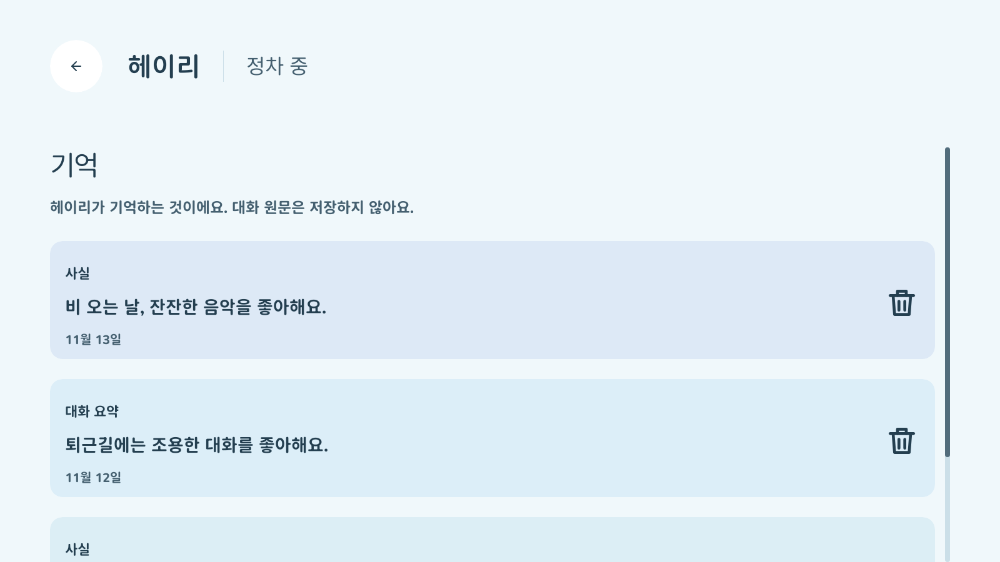 헤이리
정차 중
기억
헤이리가 기억하는 것이에요. 대화 원문은 저장하지 않아요.
사실
비 오는 날, 잔잔한 음악을 좋아해요.
11월 13일
대화 요약
퇴근길에는 조용한 대화를 좋아해요.
11월 12일
사실